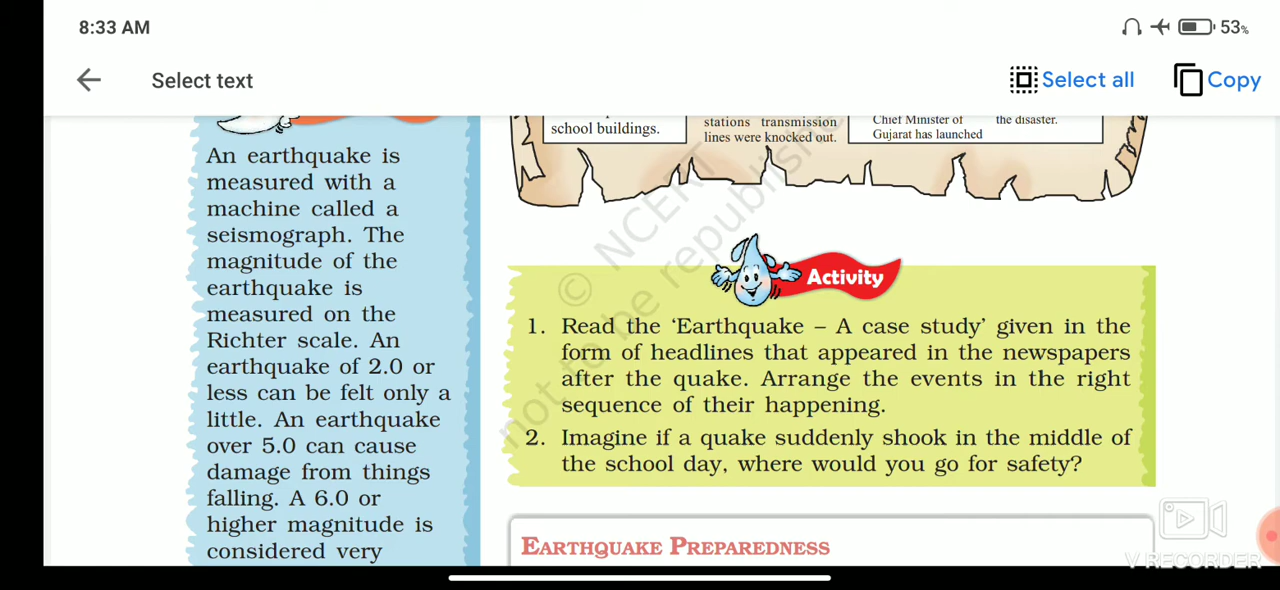 8:33 AM
53%
Select text
Select all
Copy
school buildings.
stations transmission
lines were knocked out.
Chief Minister of
Gujarat has launched
the disaster.
An earthquake is
measured with a
machine called a
seismograph. The
magnitude of the
earthquake is
measured on the
Richter scale. An
earthquake of 2.0 or
less can be felt only a
little. An earthquake
over 5.0 can cause
damage from things
falling. A 6.0 or
higher magnitude is
considered very
© NCERT
not to be republished
Activity
1. Read the ‘Earthquake – A case study’ given in the
form of headlines that appeared in the newspapers
after the quake. Arrange the events in the right
sequence of their happening.
2. Imagine if a quake suddenly shook in the middle of
the school day, where would you go for safety?
EARTHQUAKE PREPAREDNESS
V RECORDER